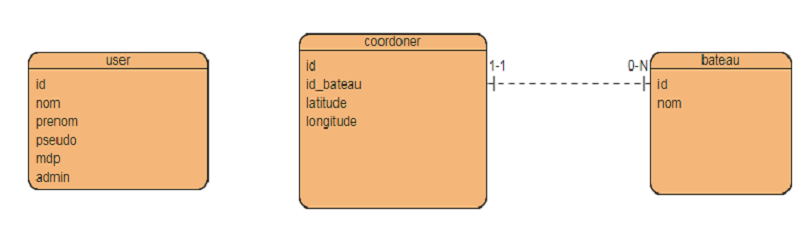 user
id
nom
prenom
pseudo
mdp
admin
coordoner
id
id_bateau
latitude
longitude
1-1
0-N
bateau
id
nom